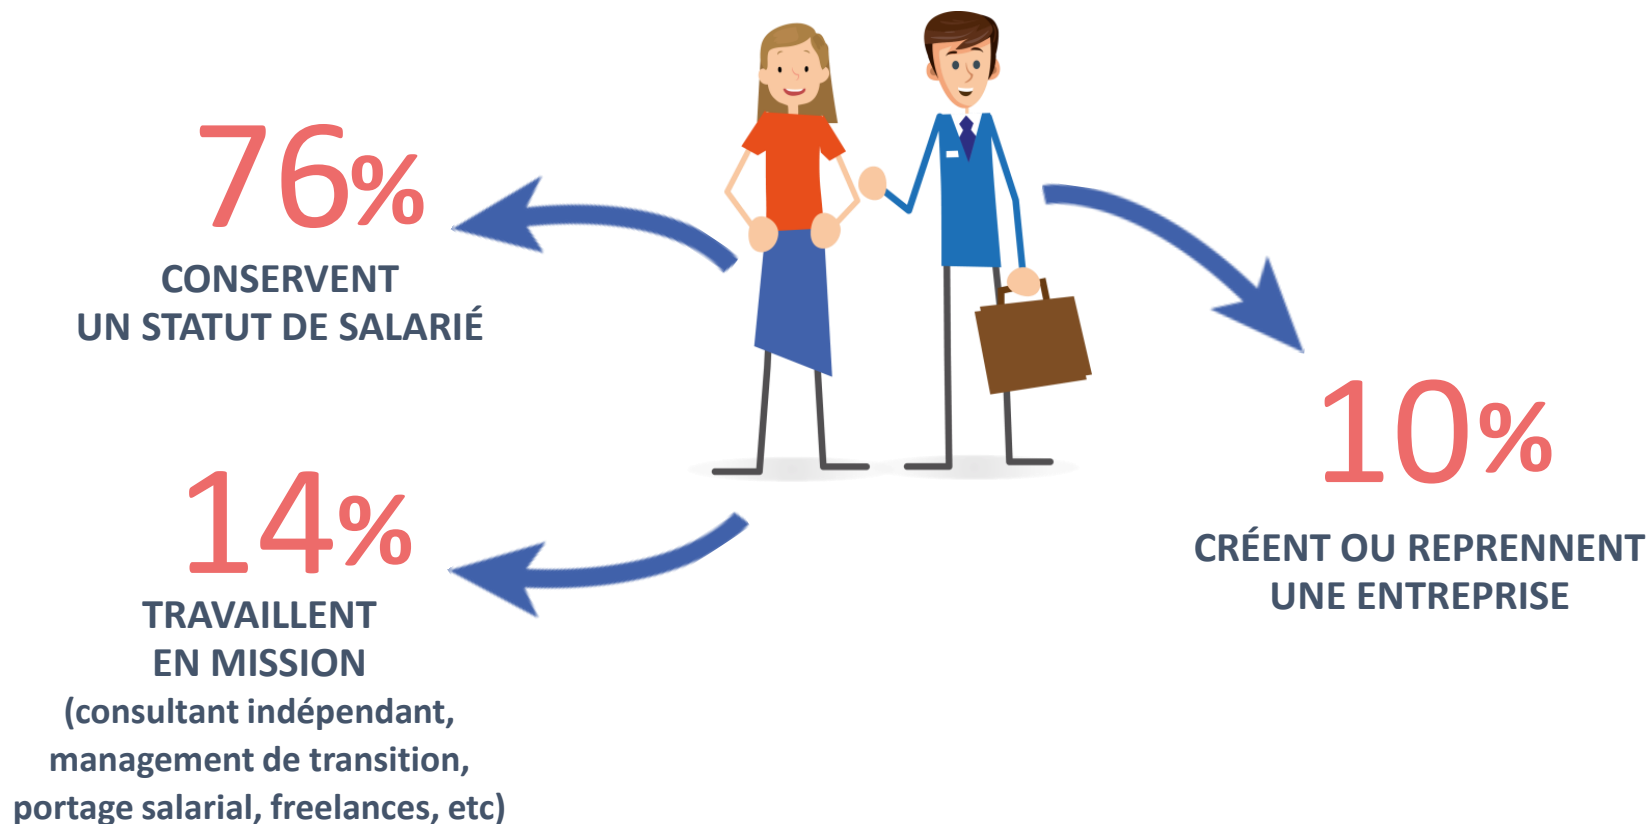 76%
CONSERVENT
UN STATUT DE SALARIÉ
14%
TRAVAILLENT
EN MISSION
(consultant indépendant,
management de transition,
portage salarial, freelances, etc)
10%
CRÉENT OU REPRENNENT
UNE ENTREPRISE